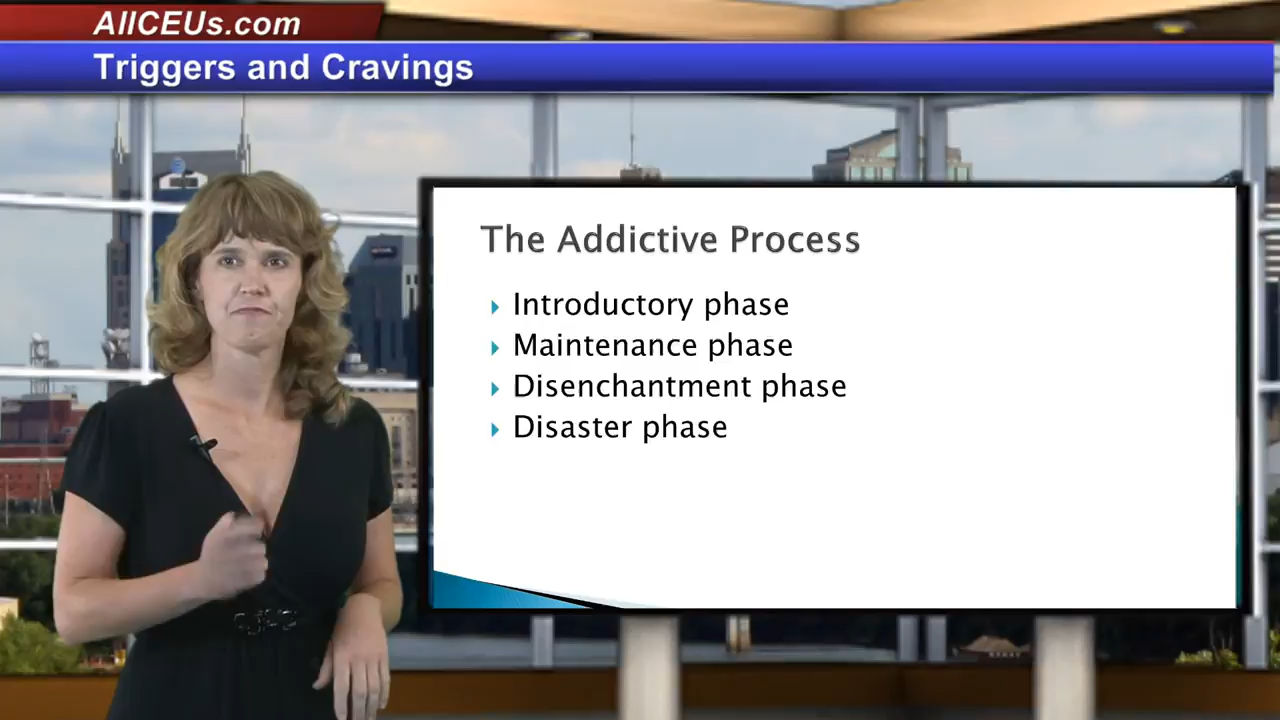 AllCEUs.com
Triggers and Cravings
The Addictive Process
Introductory phase
Maintenance phase
Disenchantment phase
Disaster phase